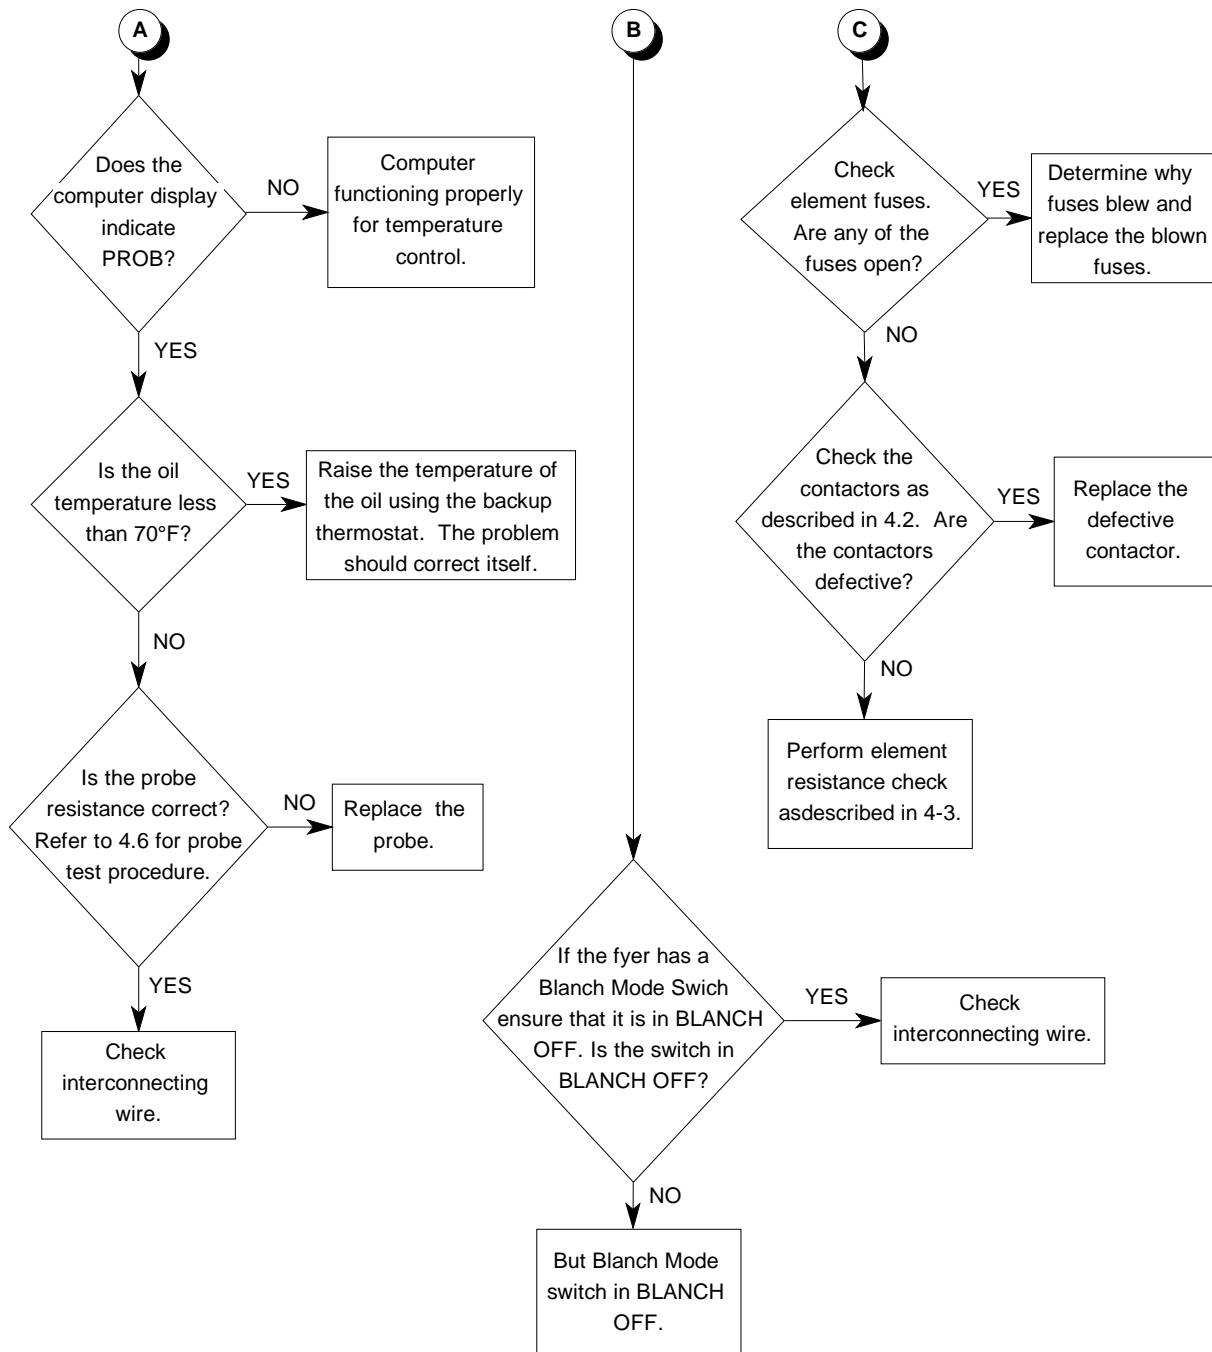 A
Does the
computer display
indicate
PROB?
NO
Computer
functioning properly
for temperature
control.
YES
Is the oil
temperature less
than 70°F?
YES
Raise the temperature of
the oil using the backup
thermostat.  The problem
should correct itself.
NO
Is the probe
resistance correct?
Refer to 4.6 for probe
test procedure.
NO
Replace  the
probe.
YES
Check
interconnecting
wire.
B
If the fyer has a
Blanch Mode Swich
ensure that it is in BLANCH
OFF. Is the switch in
BLANCH OFF?
YES
Check
interconnecting wire.
NO
But Blanch Mode
switch in BLANCH
OFF.
C
Check
element fuses.
Are any of the
fuses open?
YES
Determine why
fuses blew and
replace the blown
fuses.
NO
Check the
contactors as
described in 4.2.  Are
the contactors
defective?
YES
Replace the
defective
contactor.
NO
Perform element
resistance check
asdescribed in 4-3.